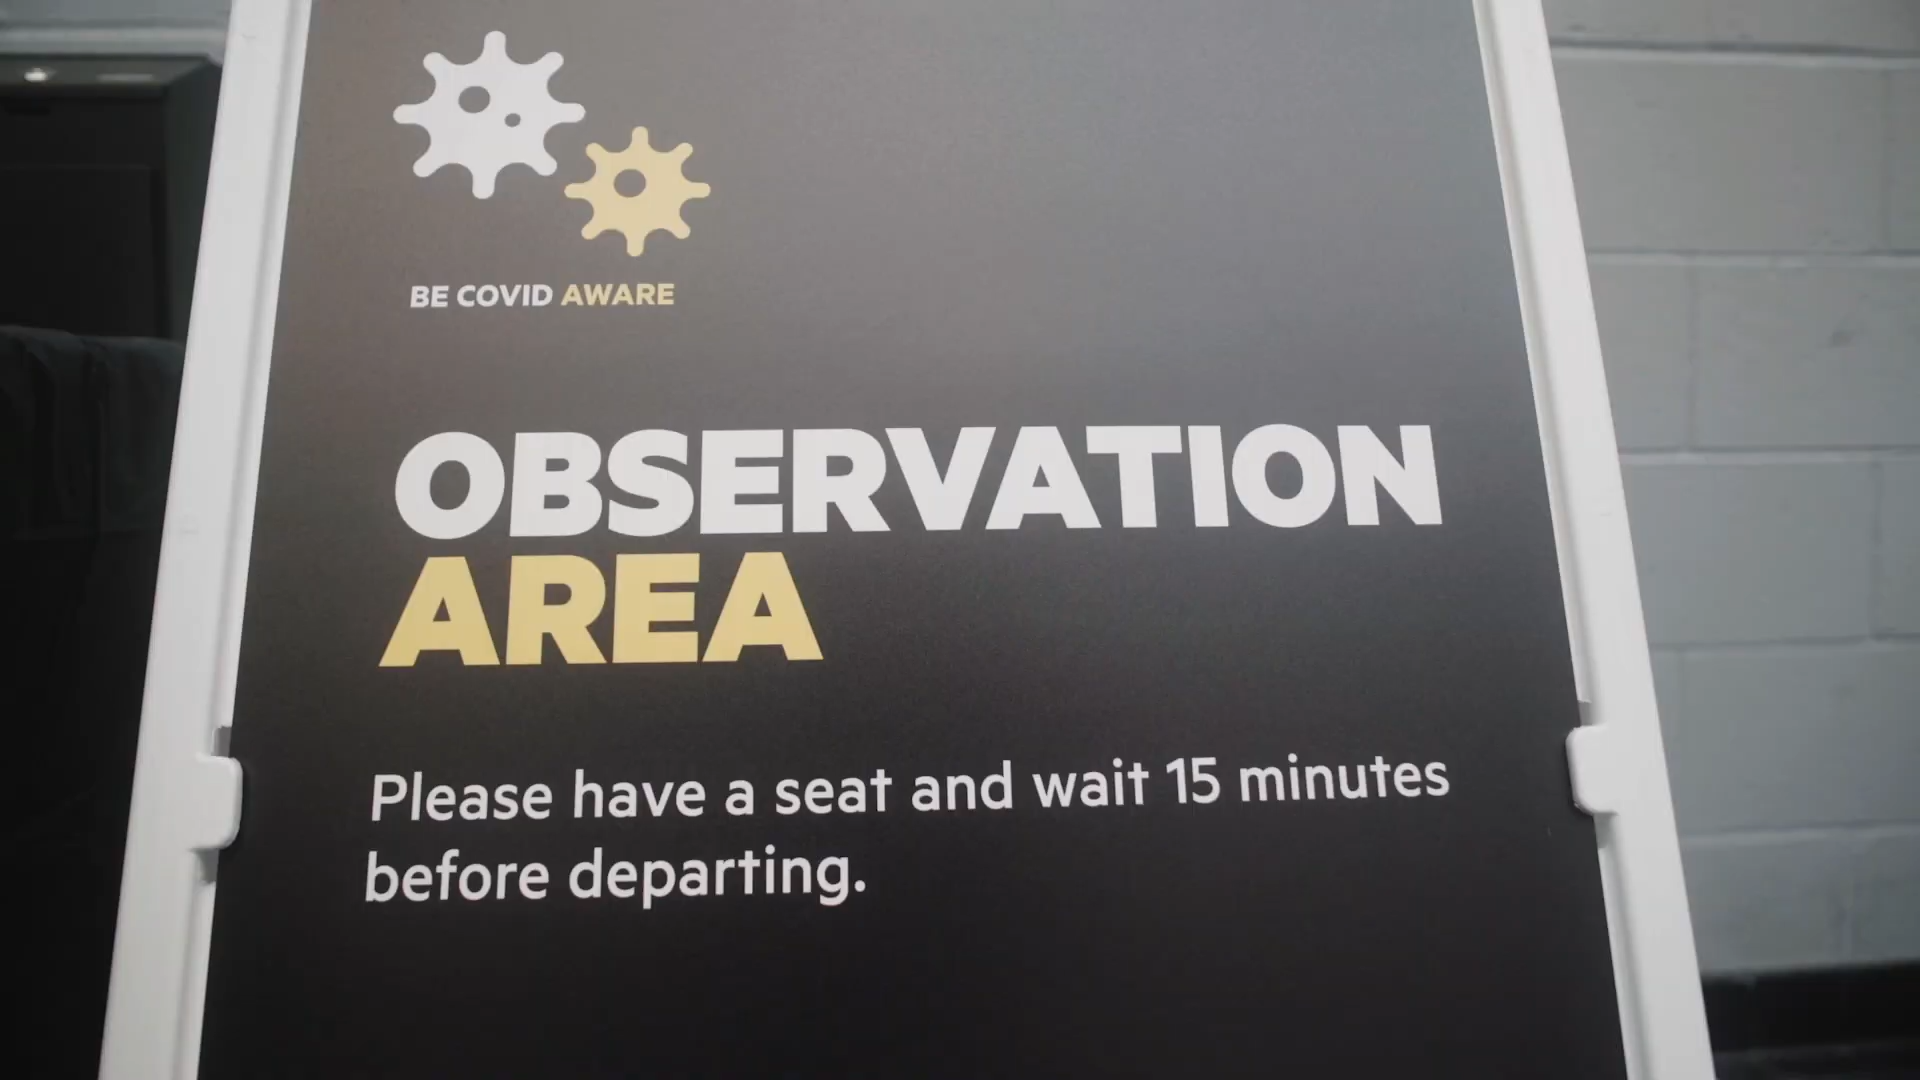 BE COVID AWARE
OBSERVATION
AREA
Please have a seat and wait 15 minutes
before departing.